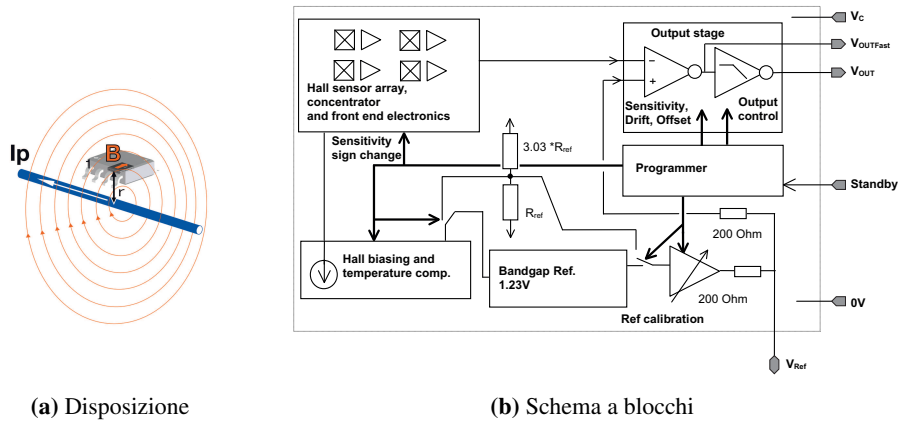 Ip
B
1
r
(a) Disposizione
Hall sensor array,
concentrator
and front end electronics
Sensitivity
sign change
3.03 *Rref
Rref
Hall biasing and
temperature comp.
Bandgap Ref.
1.23V
Output stage
−
+
Sensitivity,
Drift, Offset
Output
control
Programmer
200 Ohm
200 Ohm
Ref calibration
VC
VOUTFast
VOUT
Standby
0V
VRef
(b) Schema a blocchi